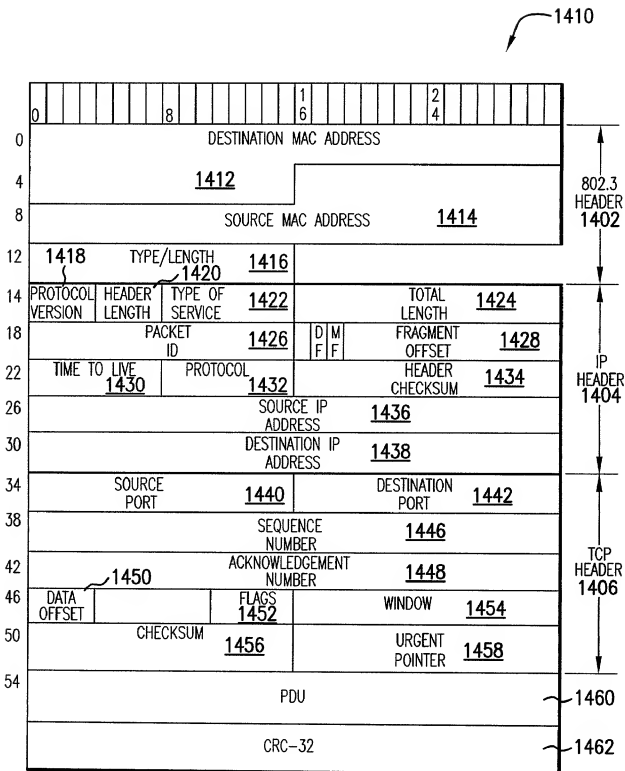 1410
0 8 16 24
0 DESTINATION MAC ADDRESS
4 1412
802.3 HEADER 1402
8 SOURCE MAC ADDRESS 1414
12 TYPE/LENGTH 1416
1418 1420
14 PROTOCOL VERSION HEADER LENGTH TYPE OF SERVICE 1422 TOTAL LENGTH 1424
18 PACKET ID 1426 DF MF FRAGMENT OFFSET 1428
22 TIME TO LIVE 1430 PROTOCOL 1432 HEADER CHECKSUM 1434
IP HEADER 1404
26 SOURCE IP ADDRESS 1436
30 DESTINATION IP ADDRESS 1438
34 SOURCE PORT 1440 DESTINATION PORT 1442
38 SEQUENCE NUMBER 1446
42 ACKNOWLEDGEMENT NUMBER 1448
TCP HEADER 1406
1450
46 DATA OFFSET FLAGS 1452 WINDOW 1454
50 CHECKSUM 1456 URGENT POINTER 1458
54 PDU 1460
CRC-32 1462